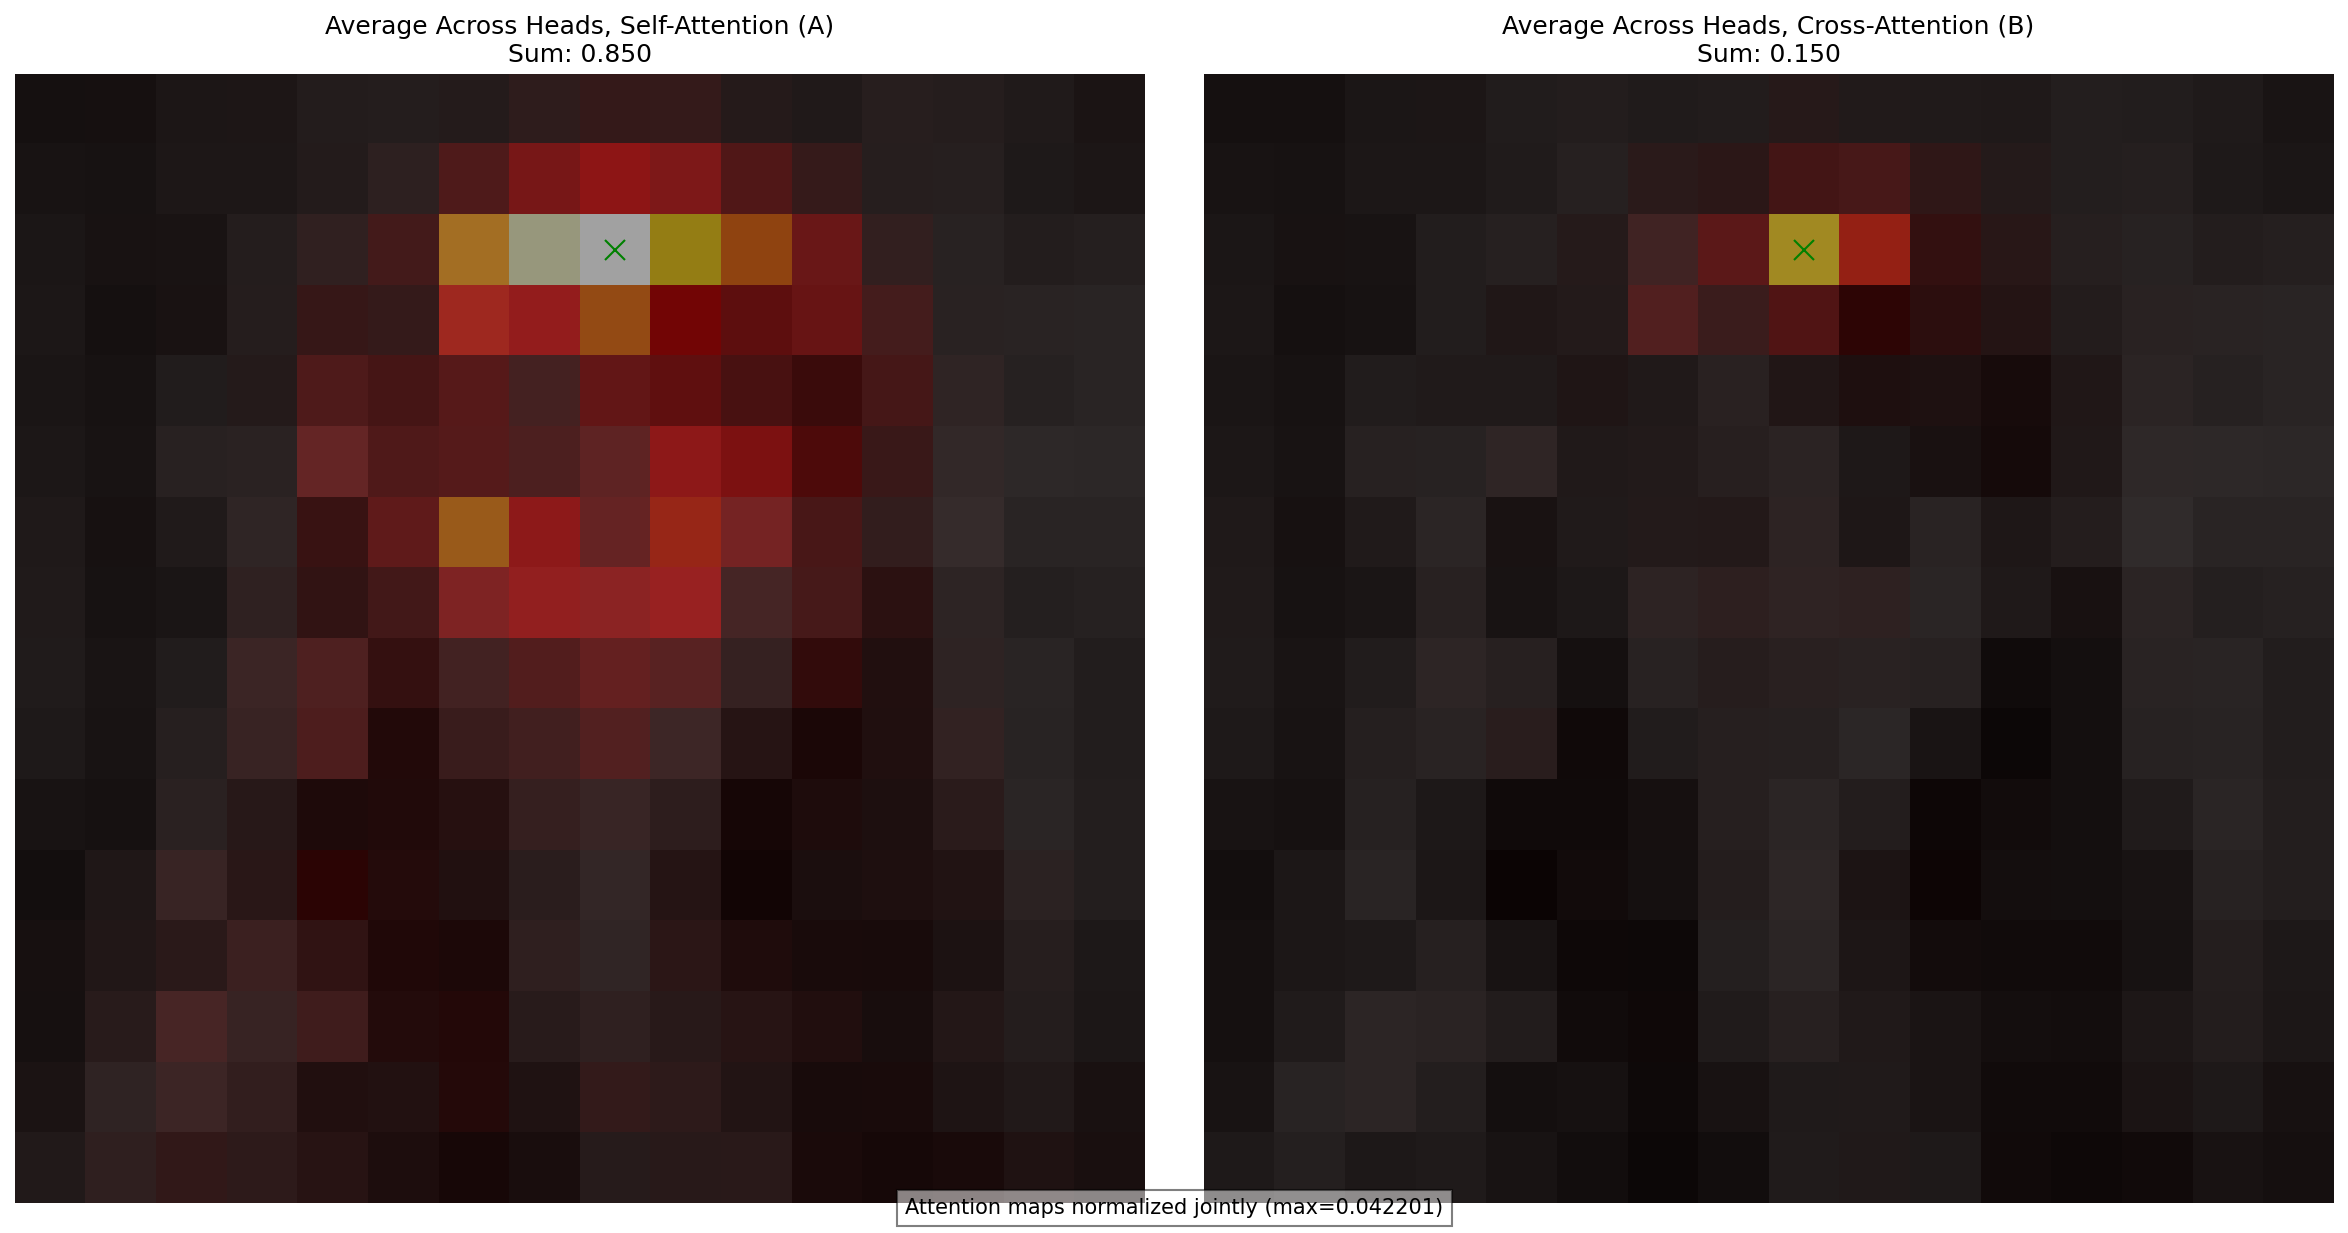 Average Across Heads, Self-Attention (A)
Sum: 0.850
Average Across Heads, Cross-Attention (B)
Sum: 0.150
Attention maps normalized jointly (max=0.042201)